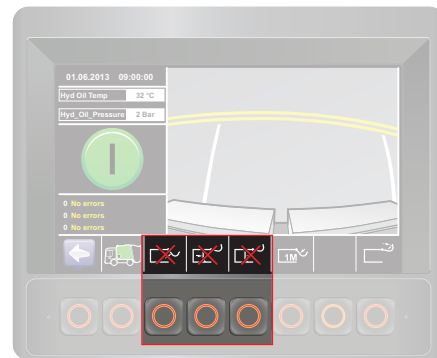 01.06.2013 09:00:00
Hyd Oil Temp 32 °C
Hyd_Oil_Pressure 2 Bar
0 No errors
0 No errors
0 No errors
1M